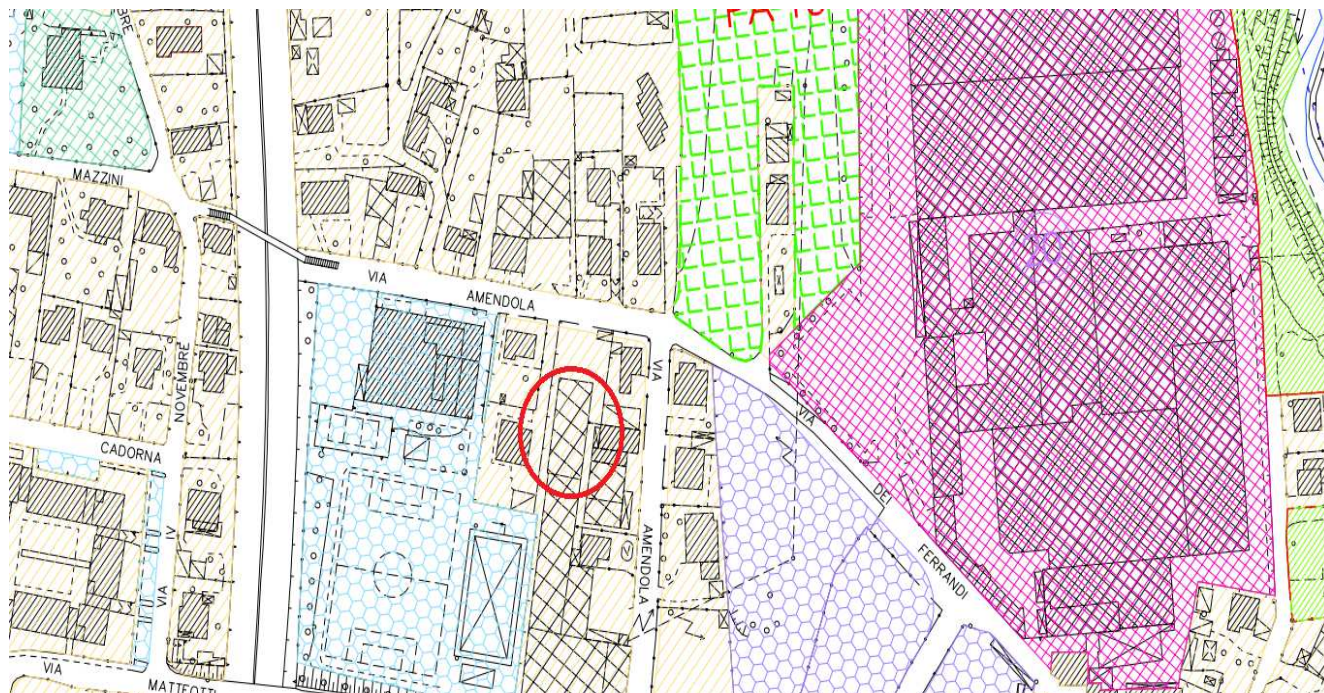 MAZZINI
VIA
AMENDOLA
NOVEMBRE
VIA
VIA
DEI
CADORNA
AMENDOLA
FERRANDI
IV
VIA
VIA
MATTEOTTI